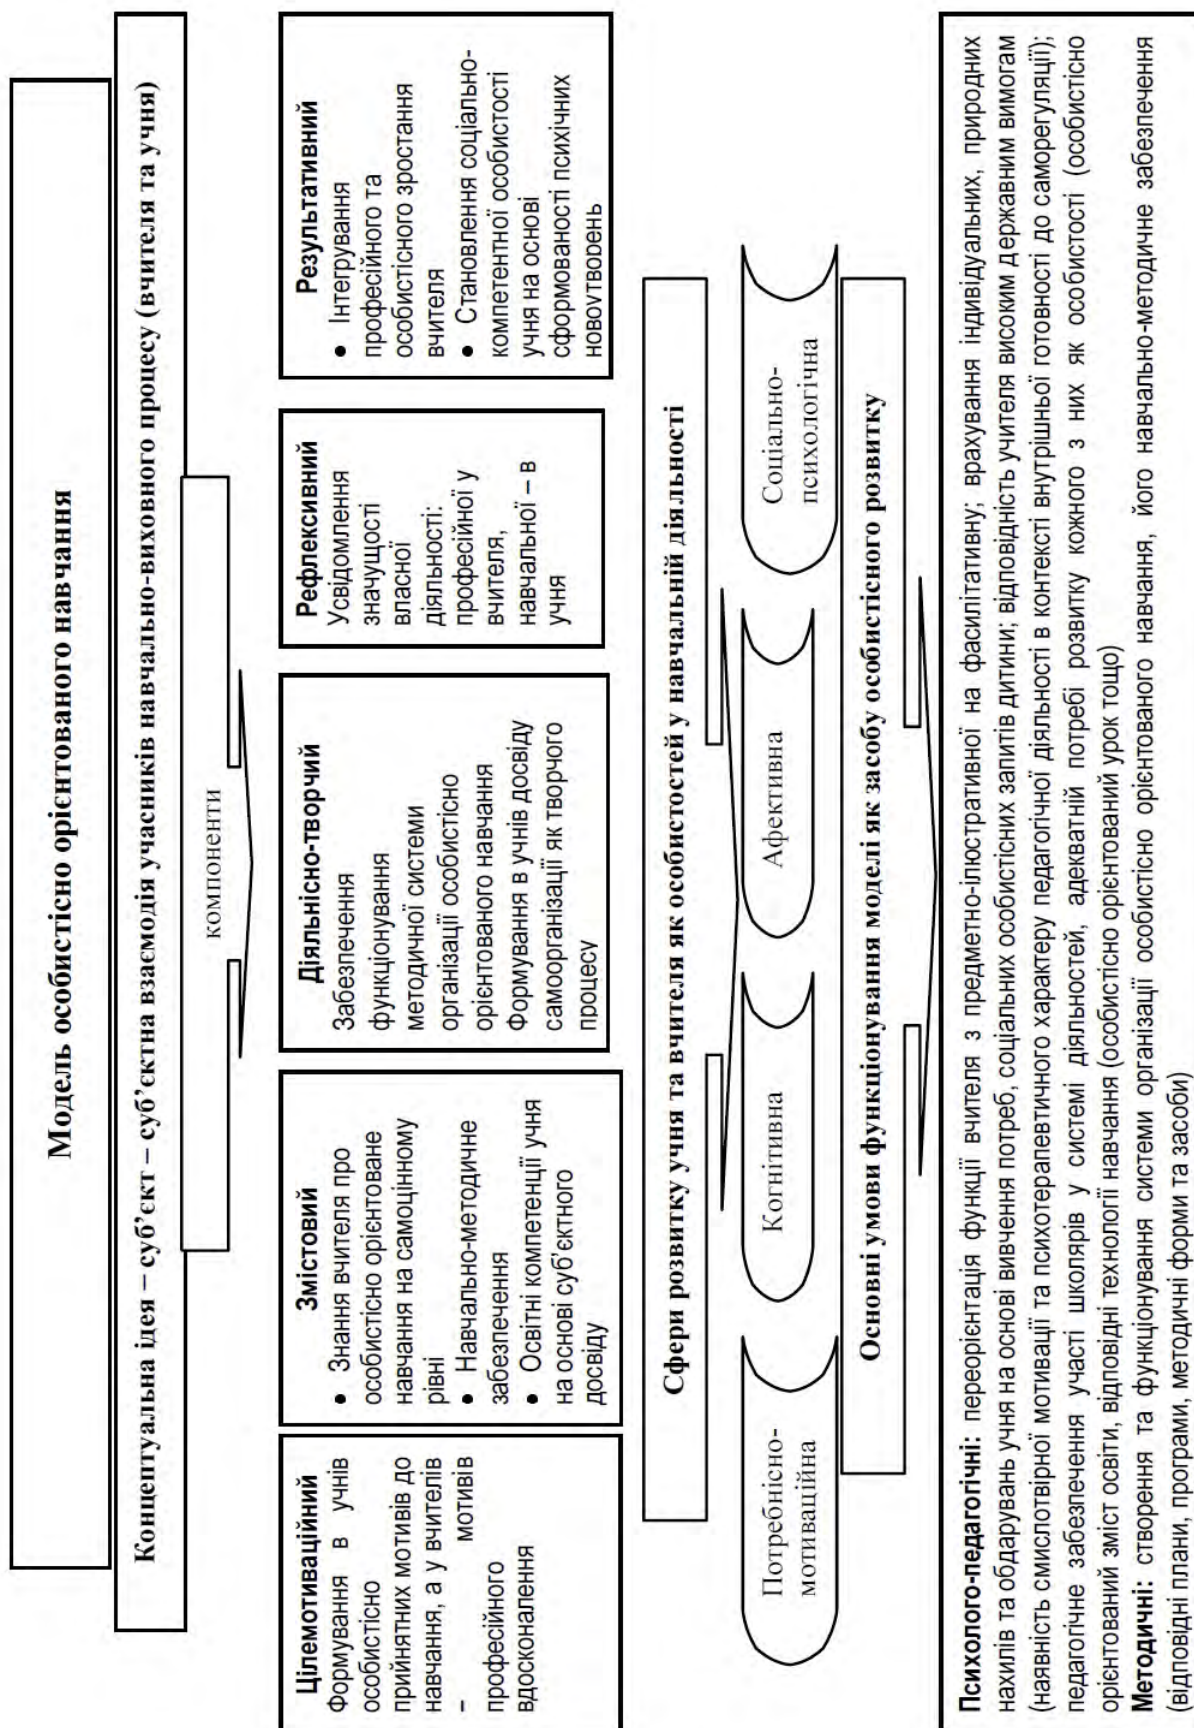 Модель особистісно орієнтованого навчання
Концептуальна ідея – суб’єкт – суб’єктна взаємодія учасників навчально-виховного процесу (вчителя та учня)
компоненти
Цілемотиваційний
Формування в учнів
особистісно
прийнятних мотивів до
навчання, а у вчителів
– мотивів
професійного
вдосконалення
Змістовий
• Знання вчителя про
особистісно орієнтоване
навчання на самоцінному
рівні
• Навчально-методичне
забезпечення
• Освітні компетенції учня
на основі суб’єктного
досвіду
Діяльнісно-творчий
Забезпечення
функціонування
методичної системи
організації особистісно
орієнтованого навчання
Формування в учнів досвіду
самоорганізації як творчого
процесу
Рефлексивний
Усвідомлення
значущості
власної
діяльності:
професійної у
вчителя,
навчальної – в
учня
Результативний
• Інтегрування
професійного та
особистісного зростання
вчителя
• Становлення соціально-
компетентної особистості
учня на основі
сформованості психічних
новоутворень
Сфери розвитку учня та вчителя як особистостей у навчальній діяльності
Потребнісно-
мотиваційна
Когнітивна
Афективна
Соціально-
психологічна
Основні умови функціонування моделі як засобу особистісного розвитку
Психолого-педагогічні: переорієнтація функції вчителя з предметно-ілюстративної на фасилітативну; врахування індивідуальних, природних
нахилів та обдарувань учня на основі вивчення потреб, соціальних особистісних запитів дитини; відповідність учителя високим державним вимогам
(наявність смислотвірної мотивації та психотерапевтичного характеру педагогічної діяльності в контексті внутрішньої готовності до саморегуляції);
педагогічне забезпечення участі школярів у системі діяльностей, адекватній потребі розвитку кожного з них як особистості (особистісно
орієнтований зміст освіти, відповідні технології навчання (особистісно орієнтований урок тощо)
Методичні: створення та функціонування системи організації особистісно орієнтованого навчання, його навчально-методичне забезпечення
(відповідні плани, програми, методичні форми та засоби)